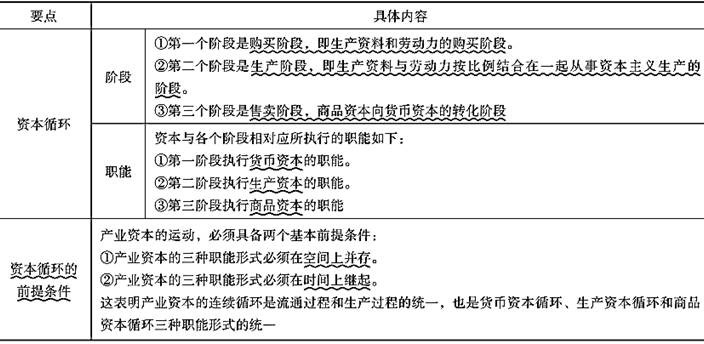 要点
具体内容
资本循环
阶段
①第一个阶段是购买阶段，即生产资料和劳动力的购买阶段。
②第二个阶段是生产阶段，即生产资料与劳动力按比例结合在一起从事资本主义生产的
阶段。
③第三个阶段是售卖阶段，商品资本向货币资本的转化阶段
职能
资本与各个阶段相对应所执行的职能如下：
①第一阶段执行货币资本的职能。
②第二阶段执行生产资本的职能。
③第三阶段执行商品资本的职能
资本循环的
前提条件
产业资本的运动，必须具备两个基本前提条件：
①产业资本的三种职能形式必须在空间上并存。
②产业资本的三种职能形式必须在时间上继起。
这表明产业资本的连续循环是流通过程和生产过程的统一，也是货币资本循环、生产资本循环和商品
资本循环三种职能形式的统一